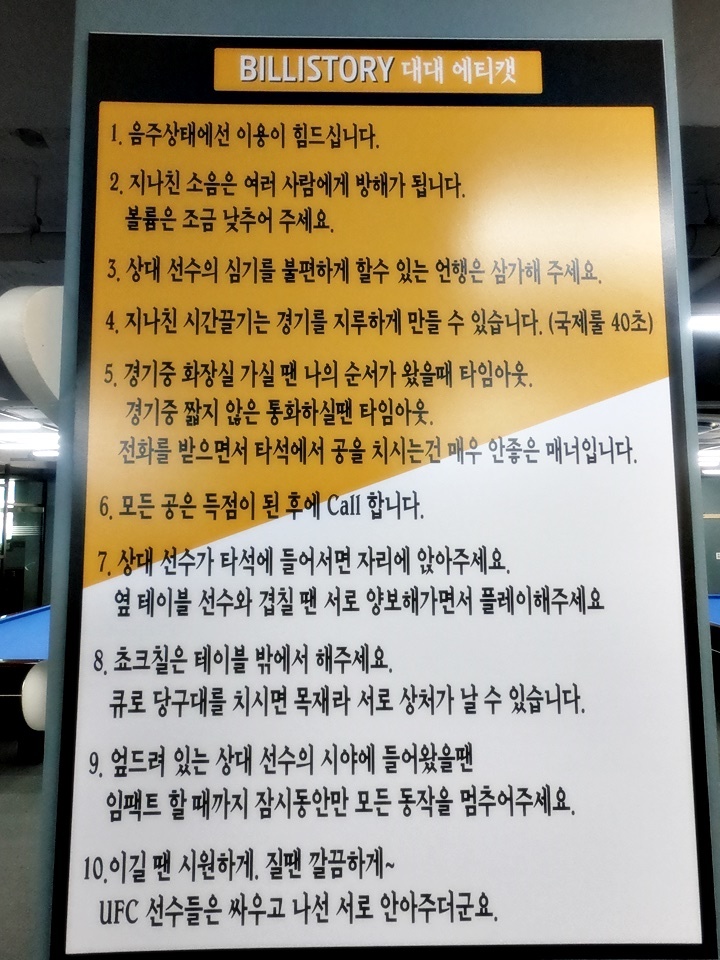 BILLISTORY 대대 에티캣
1. 음주상태에선 이용이 힘드십니다.
2. 지나친 소음은 여러 사람에게 방해가 됩니다.
볼륨은 조금 낮추어 주세요.
3. 상대 선수의 심기를 불편하게 할수 있는 언행은 삼가해 주세요.
4. 지나친 시간끌기는 경기를 지루하게 만들 수 있습니다. (국제룰 40초)
5. 경기중 화장실 가실 땐 나의 순서가 왔을때 타임아웃.
경기중 짧지 않은 통화하실땐 타임아웃.
전화를 받으면서 타석에서 공을 치시는건 매우 안좋은 매너입니다.
6. 모든 공은 득점이 된 후에 Call 합니다.
7. 상대 선수가 타석에 들어서면 자리에 앉아주세요.
옆 테이블 선수와 겹칠 땐 서로 양보해가면서 플레이해주세요
8. 쵸크칠은 테이블 밖에서 해주세요.
큐로 당구대를 치시면 목재라 서로 상처가 날 수 있습니다.
9. 엎드려 있는 상대 선수의 시야에 들어왔을땐
임팩트 할 때까지 잠시동안만 모든 동작을 멈추어주세요.
10.이길 땐 시원하게. 질땐 깔끔하게~
UFC 선수들은 싸우고 나선 서로 안아주더군요.